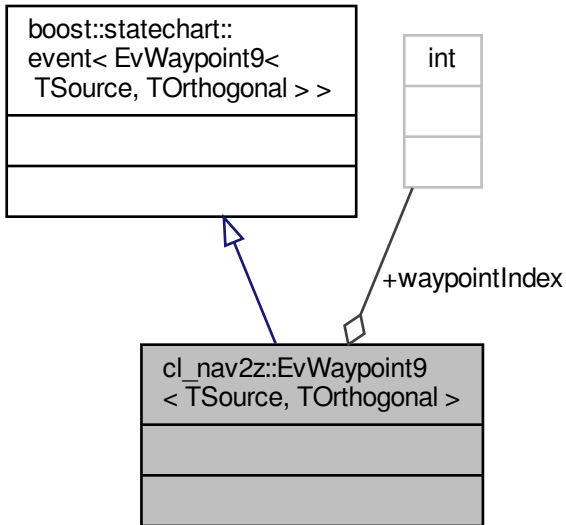 boost::statechart::
event< EvWaypoint9<
TSource, TOrthogonal > >
int
+waypointIndex
cl_nav2z::EvWaypoint9
< TSource, TOrthogonal >